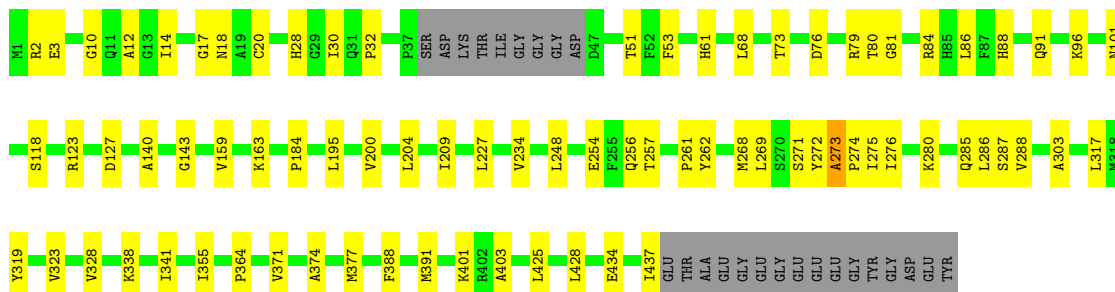 M1 R2 E3 G10 Q11 A12 G13 I14 G17 N18 A19 C20 H28 G29 I30 Q31 P32 P37 SER ASP LYS THR ILE GLY GLY GLY ASP D47 T51 F52 F53 H61 L68 T73 D76 R79 T80 G81 R84 H85 L86 F87 H88 Q91 K96 N101
S118 R123 D127 A140 G143 V159 K163 P184 L195 V200 L204 I209 L227 V234 L248 E254 F255 Q256 T257 P261 Y262 M268 L269 S270 S271 Y272 A273 P274 I275 I276 K280 Q285 L286 S287 V288 A303 L317 M318
Y319 V323 V328 K338 I341 I355 P364 V371 A374 M377 F388 M391 K401 R402 A403 L425 L428 E434 I437 GLU THR ALA GLU GLY GLU GLY GLU GLU GLU GLY TYR GLY ASP GLU TYR